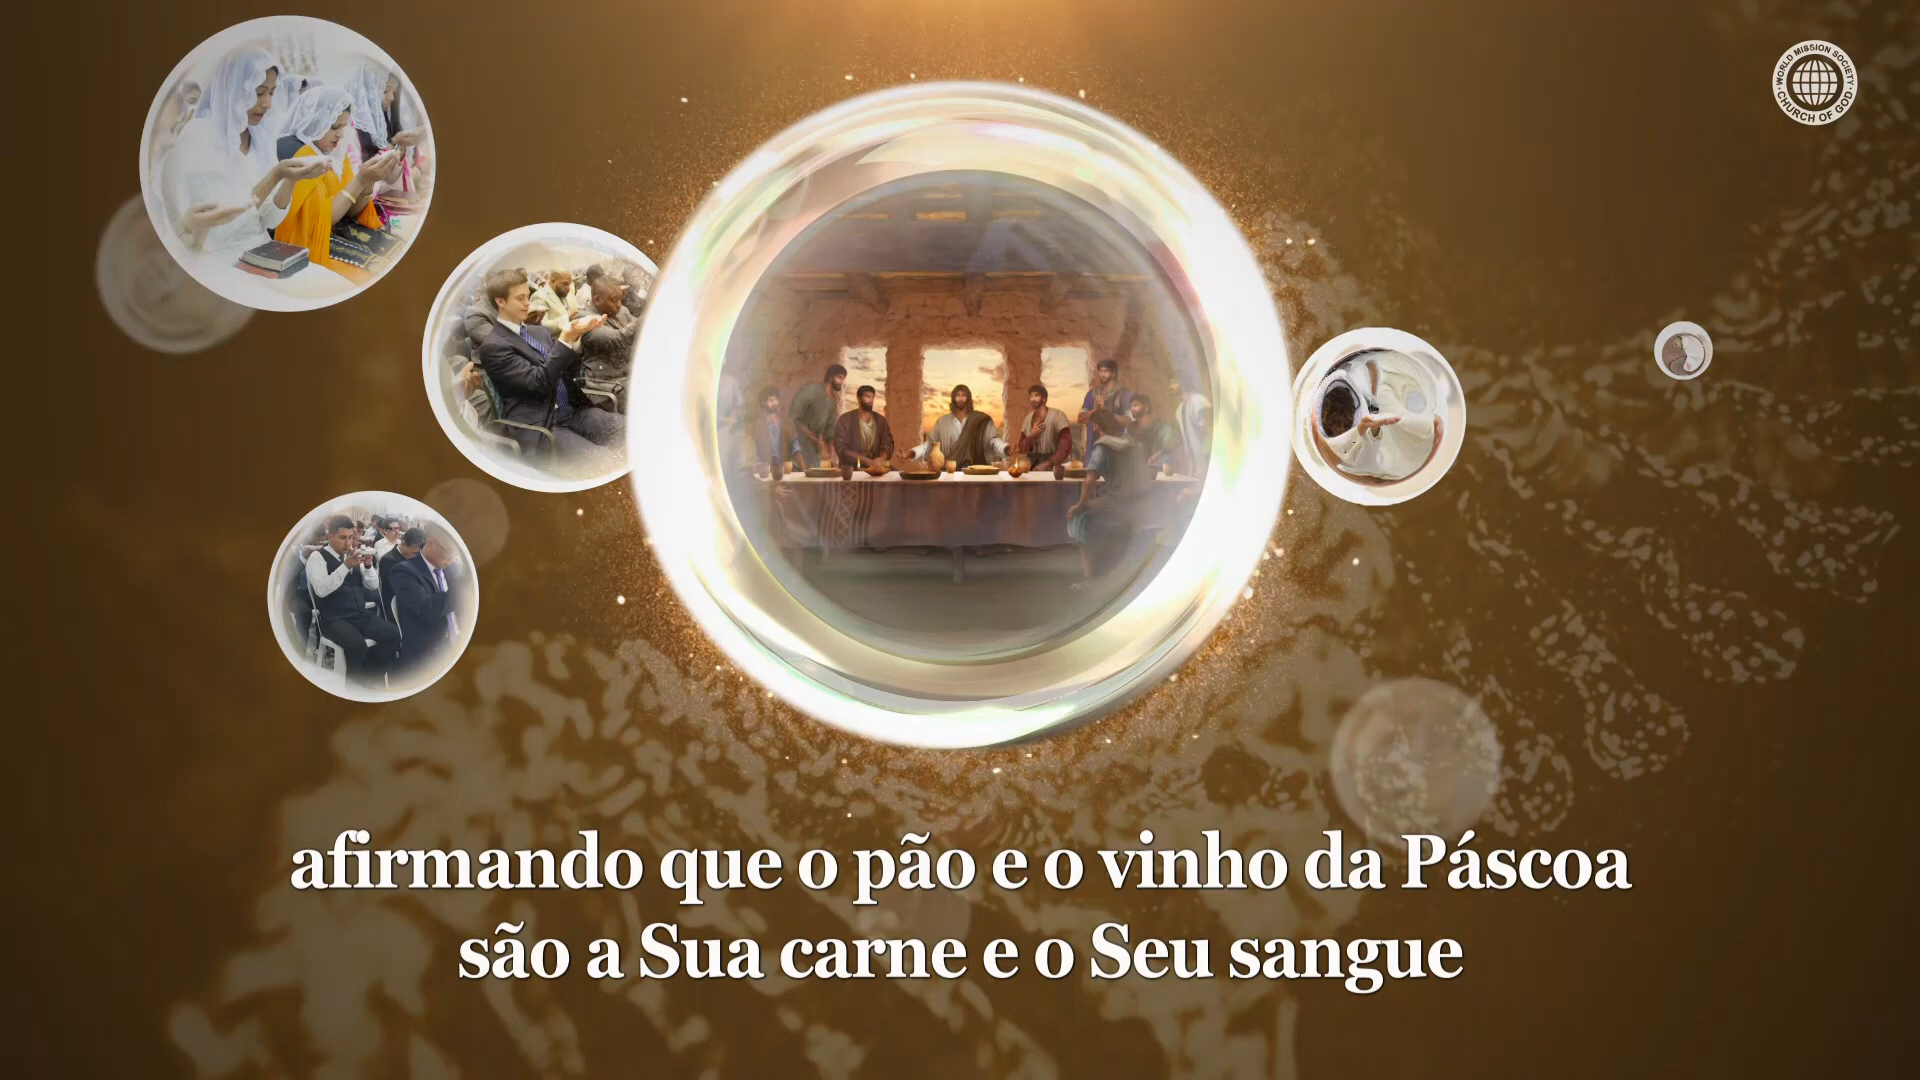 WORLD MISSION SOCIETY
CHURCH OF GOD
afirmando que o pão e o vinho da Páscoa
são a Sua carne e o Seu sangue